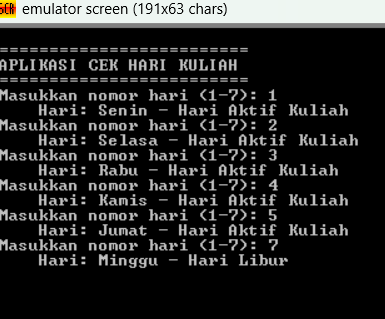 SCR emulator screen (191x63 chars)
=========================
APLIKASI CEK HARI KULIAH
=========================
Masukkan nomor hari (1-7): 1
Hari: Senin - Hari Aktif Kuliah
Masukkan nomor hari (1-7): 2
Hari: Selasa - Hari Aktif Kuliah
Masukkan nomor hari (1-7): 3
Hari: Rabu - Hari Aktif Kuliah
Masukkan nomor hari (1-7): 4
Hari: Kamis - Hari Aktif Kuliah
Masukkan nomor hari (1-7): 5
Hari: Jumat - Hari Aktif Kuliah
Masukkan nomor hari (1-7): 7
Hari: Minggu - Hari Libur